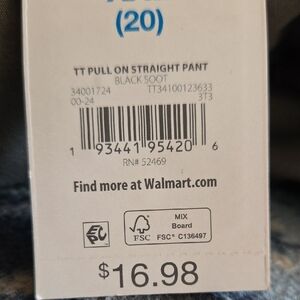 (20)
TT PULL ON STRAIGHT PANT
BLACK SOOT
34001724 TT34100123633
00-24 3T3
1 93441 95420 6
RN# 52469
Find more at Walmart.com
EPC
FSC
MIX
Board
FSC® C136497
$16.98